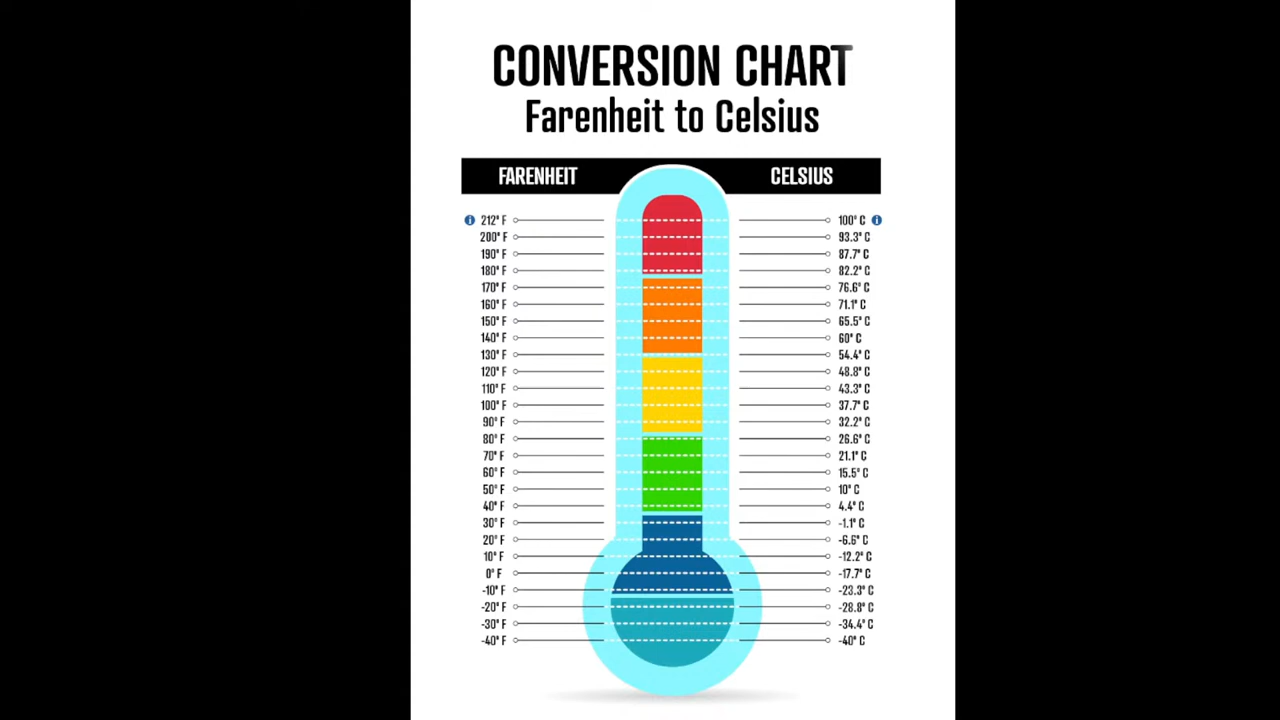 CONVERSION CHART
Farenheit to Celsius
FARENHEIT CELSIUS
212° F 100° C
200° F 93.3° C
190° F 87.7° C
180° F 82.2° C
170° F 76.6° C
160° F 71.1° C
150° F 65.5° C
140° F 60° C
130° F 54.4° C
120° F 48.8° C
110° F 43.3° C
100° F 37.7° C
90° F 32.2° C
80° F 26.6° C
70° F 21.1° C
60° F 15.5° C
50° F 10° C
40° F 4.4° C
30° F -1.1° C
20° F -6.6° C
10° F -12.2° C
0° F -17.7° C
-10° F -23.3° C
-20° F -28.8° C
-30° F -34.4° C
-40° F -40° C